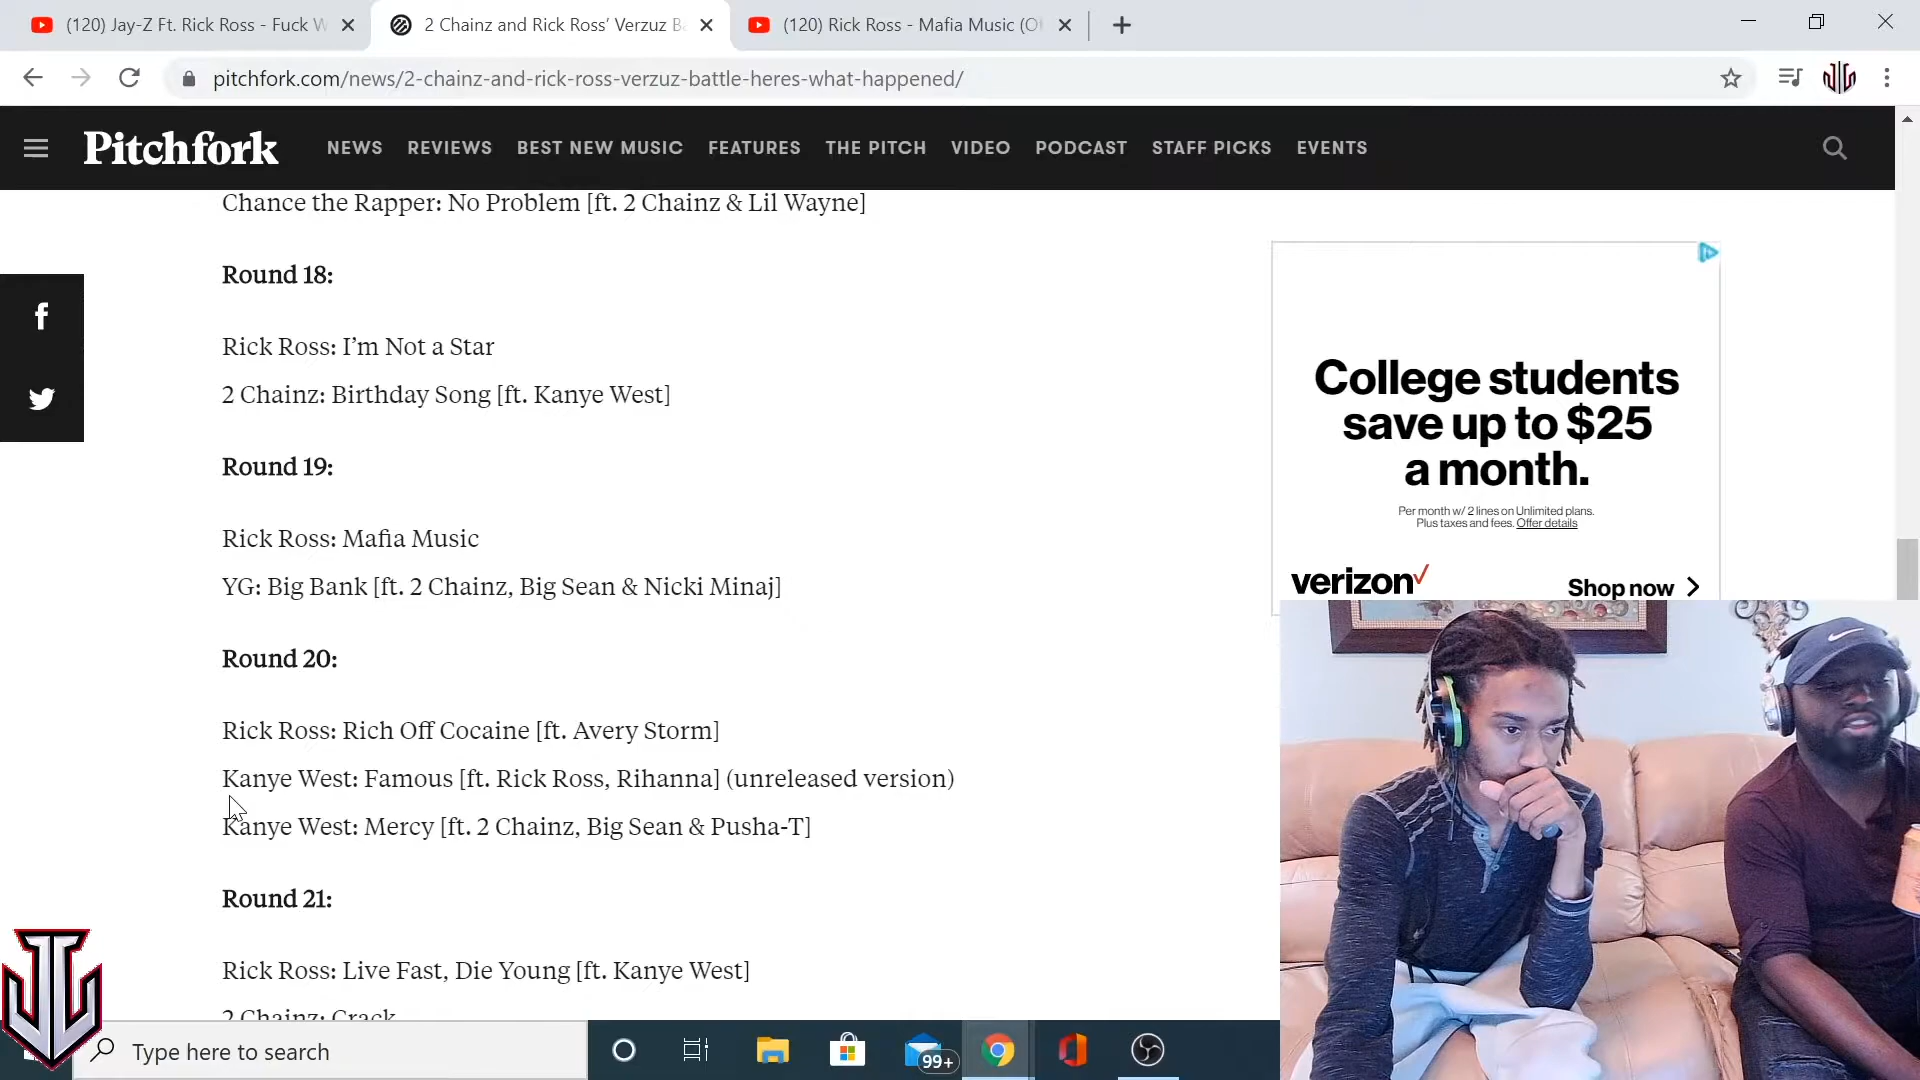 (120) Jay-Z Ft. Rick Ross - Fuck W
2 Chainz and Rick Ross' Verzuz Ba
(120) Rick Ross - Mafia Music (Of
pitchfork.com/news/2-chainz-and-rick-ross-verzuz-battle-heres-what-happened/
Pitchfork NEWS REVIEWS BEST NEW MUSIC FEATURES THE PITCH VIDEO PODCAST STAFF PICKS EVENTS
Chance the Rapper: No Problem [ft. 2 Chainz & Lil Wayne]
Round 18:
Rick Ross: I'm Not a Star
2 Chainz: Birthday Song [ft. Kanye West]
Round 19:
Rick Ross: Mafia Music
YG: Big Bank [ft. 2 Chainz, Big Sean & Nicki Minaj]
Round 20:
Rick Ross: Rich Off Cocaine [ft. Avery Storm]
Kanye West: Famous [ft. Rick Ross, Rihanna] (unreleased version)
Kanye West: Mercy [ft. 2 Chainz, Big Sean & Pusha-T]
Round 21:
Rick Ross: Live Fast, Die Young [ft. Kanye West]
2 Chainz: Crack
College students
save up to $25
a month.
Per month w/ 2 lines on Unlimited plans.
Plus taxes and fees. Offer details
verizon✓
Shop now
Type here to search
99+